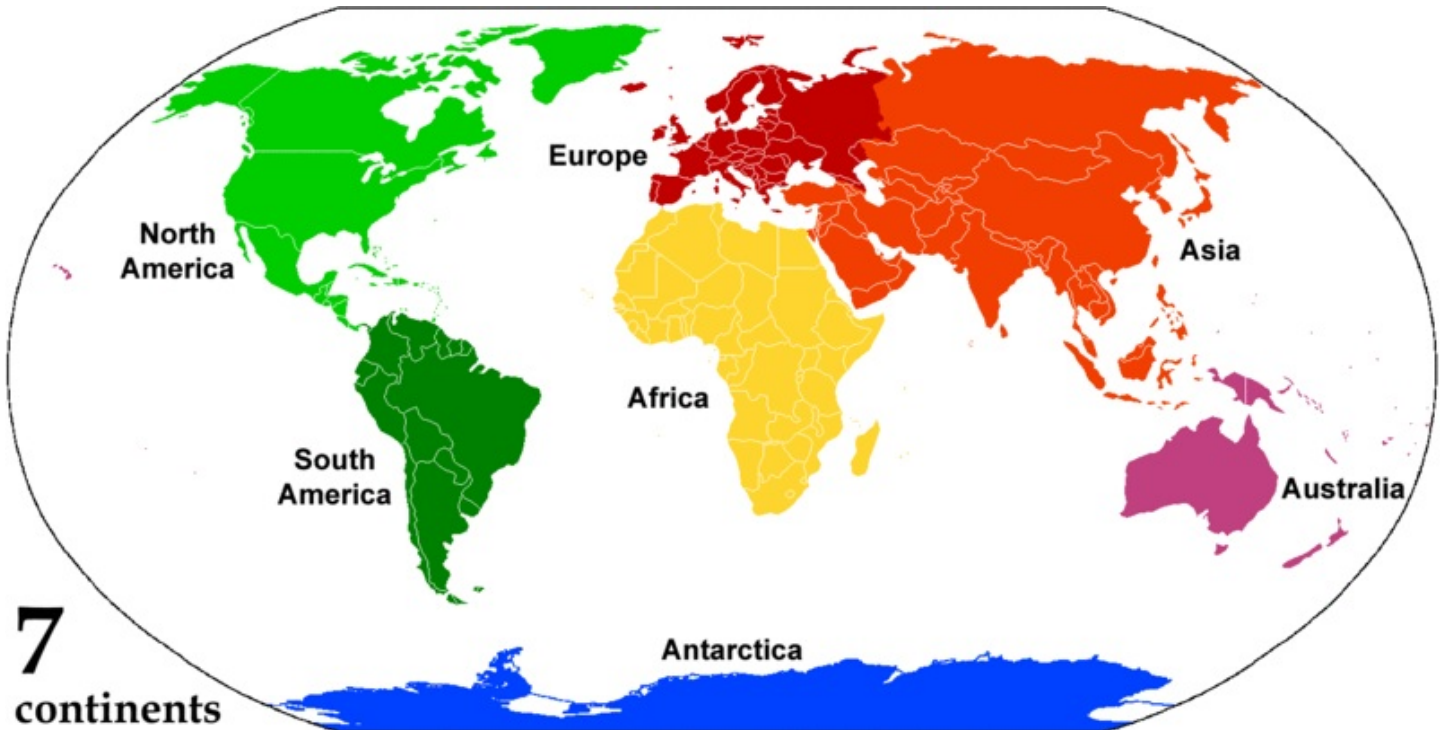 Europe
North
America
Asia
Africa
South
America
Australia
Antarctica
7
continents